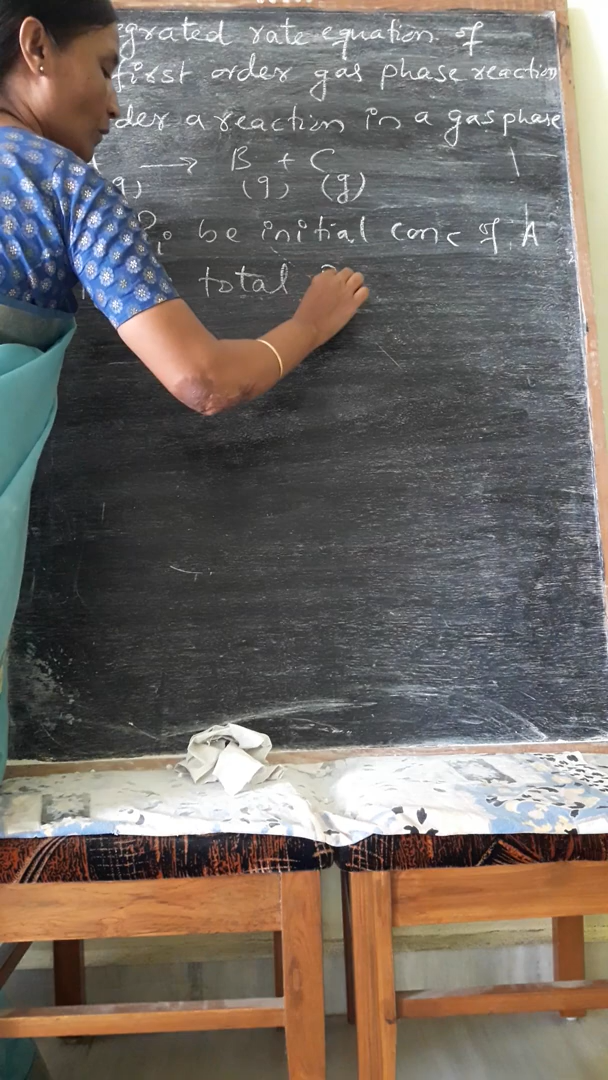 egrated rate equation of
first order gas phase reaction
der a reaction in a gas phase
→ B + C
g) (g) (g)
Pi be initial conc of A
total